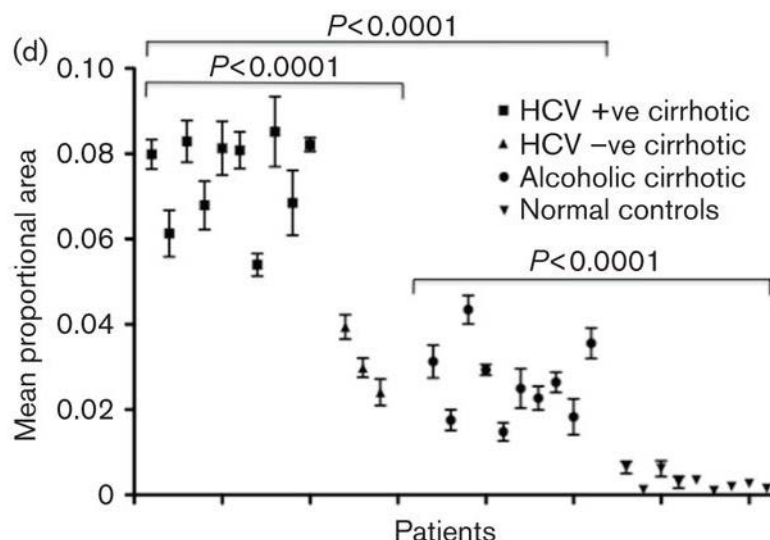 (d)
P<0.0001
P<0.0001
HCV +ve cirrhotic
HCV −ve cirrhotic
Alcoholic cirrhotic
Normal controls
P<0.0001
Mean proportional area
0.10
0.08
0.06
0.04
0.02
0
Patients